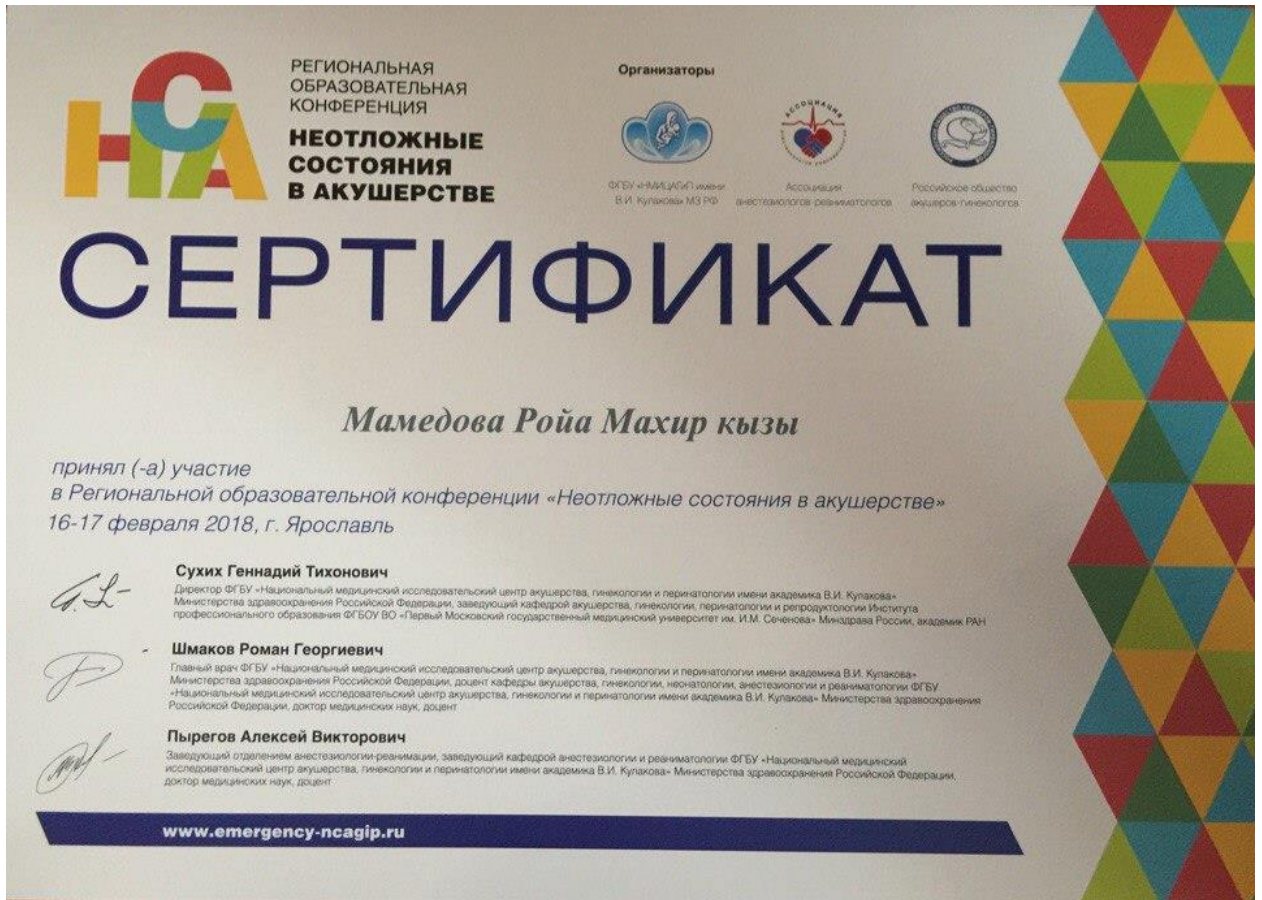 НСА
РЕГИОНАЛЬНАЯ
ОБРАЗОВАТЕЛЬНАЯ
КОНФЕРЕНЦИЯ
НЕОТЛОЖНЫЕ
СОСТОЯНИЯ
В АКУШЕРСТВЕ
Организаторы
АССОЦИАЦИЯ
ФГБУ «НМИЦАГиП имени
В.И. Кулакова» МЗ РФ
Ассоциация
анестезиологов-реаниматологов
Российское общество
акушеров-гинекологов
СЕРТИФИКАТ
Мамедова Ройа Махир кызы
принял (-а) участие
в Региональной образовательной конференции «Неотложные состояния в акушерстве»
16-17 февраля 2018, г. Ярославль
Сухих Геннадий Тихонович
Директор ФГБУ «Национальный медицинский исследовательский центр акушерства, гинекологии и перинатологии имени академика В.И. Кулакова»
Министерства здравоохранения Российской Федерации, заведующий кафедрой акушерства, гинекологии, перинатологии и репродуктологии Института
профессионального образования ФГБОУ ВО «Первый Московский государственный медицинский университет им. И.М. Сеченова» Минздрава России, академик РАН
Шмаков Роман Георгиевич
Главный врач ФГБУ «Национальный медицинский исследовательский центр акушерства, гинекологии и перинатологии имени академика В.И. Кулакова»
Министерства здравоохранения Российской Федерации, доцент кафедры акушерства, гинекологии, неонатологии, анестезиологии и реаниматологии ФГБУ
«Национальный медицинский исследовательский центр акушерства, гинекологии и перинатологии имени академика В.И. Кулакова» Министерства здравоохранения
Российской Федерации, доктор медицинских наук, доцент
Пырегов Алексей Викторович
Заведующий отделением анестезиологии-реанимации, заведующий кафедрой анестезиологии и реаниматологии ФГБУ «Национальный медицинский
исследовательский центр акушерства, гинекологии и перинатологии имени академика В.И. Кулакова» Министерства здравоохранения Российской Федерации,
доктор медицинских наук, доцент
www.emergency-ncagip.ru